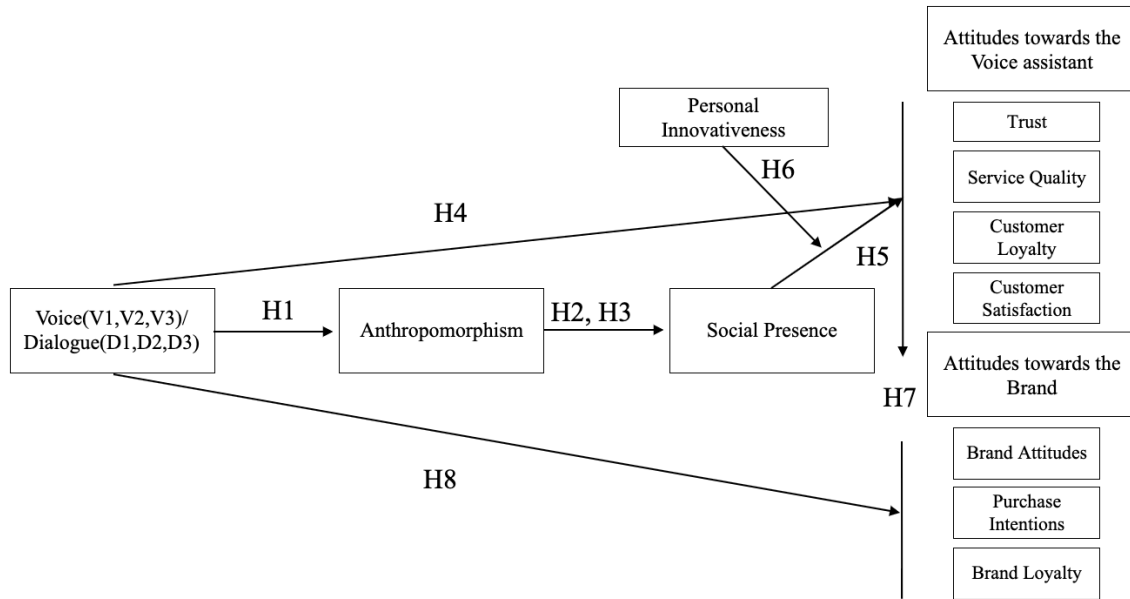 Attitudes towards the
Voice assistant
Personal
Innovativeness
Trust
H6
Service Quality
H4
Customer
Loyalty
H5
Voice(V1,V2,V3)/
Dialogue(D1,D2,D3)
H1
Anthropomorphism
H2, H3
Social Presence
Customer
Satisfaction
Attitudes towards the
Brand
H7
Brand Attitudes
H8
Purchase
Intentions
Brand Loyalty